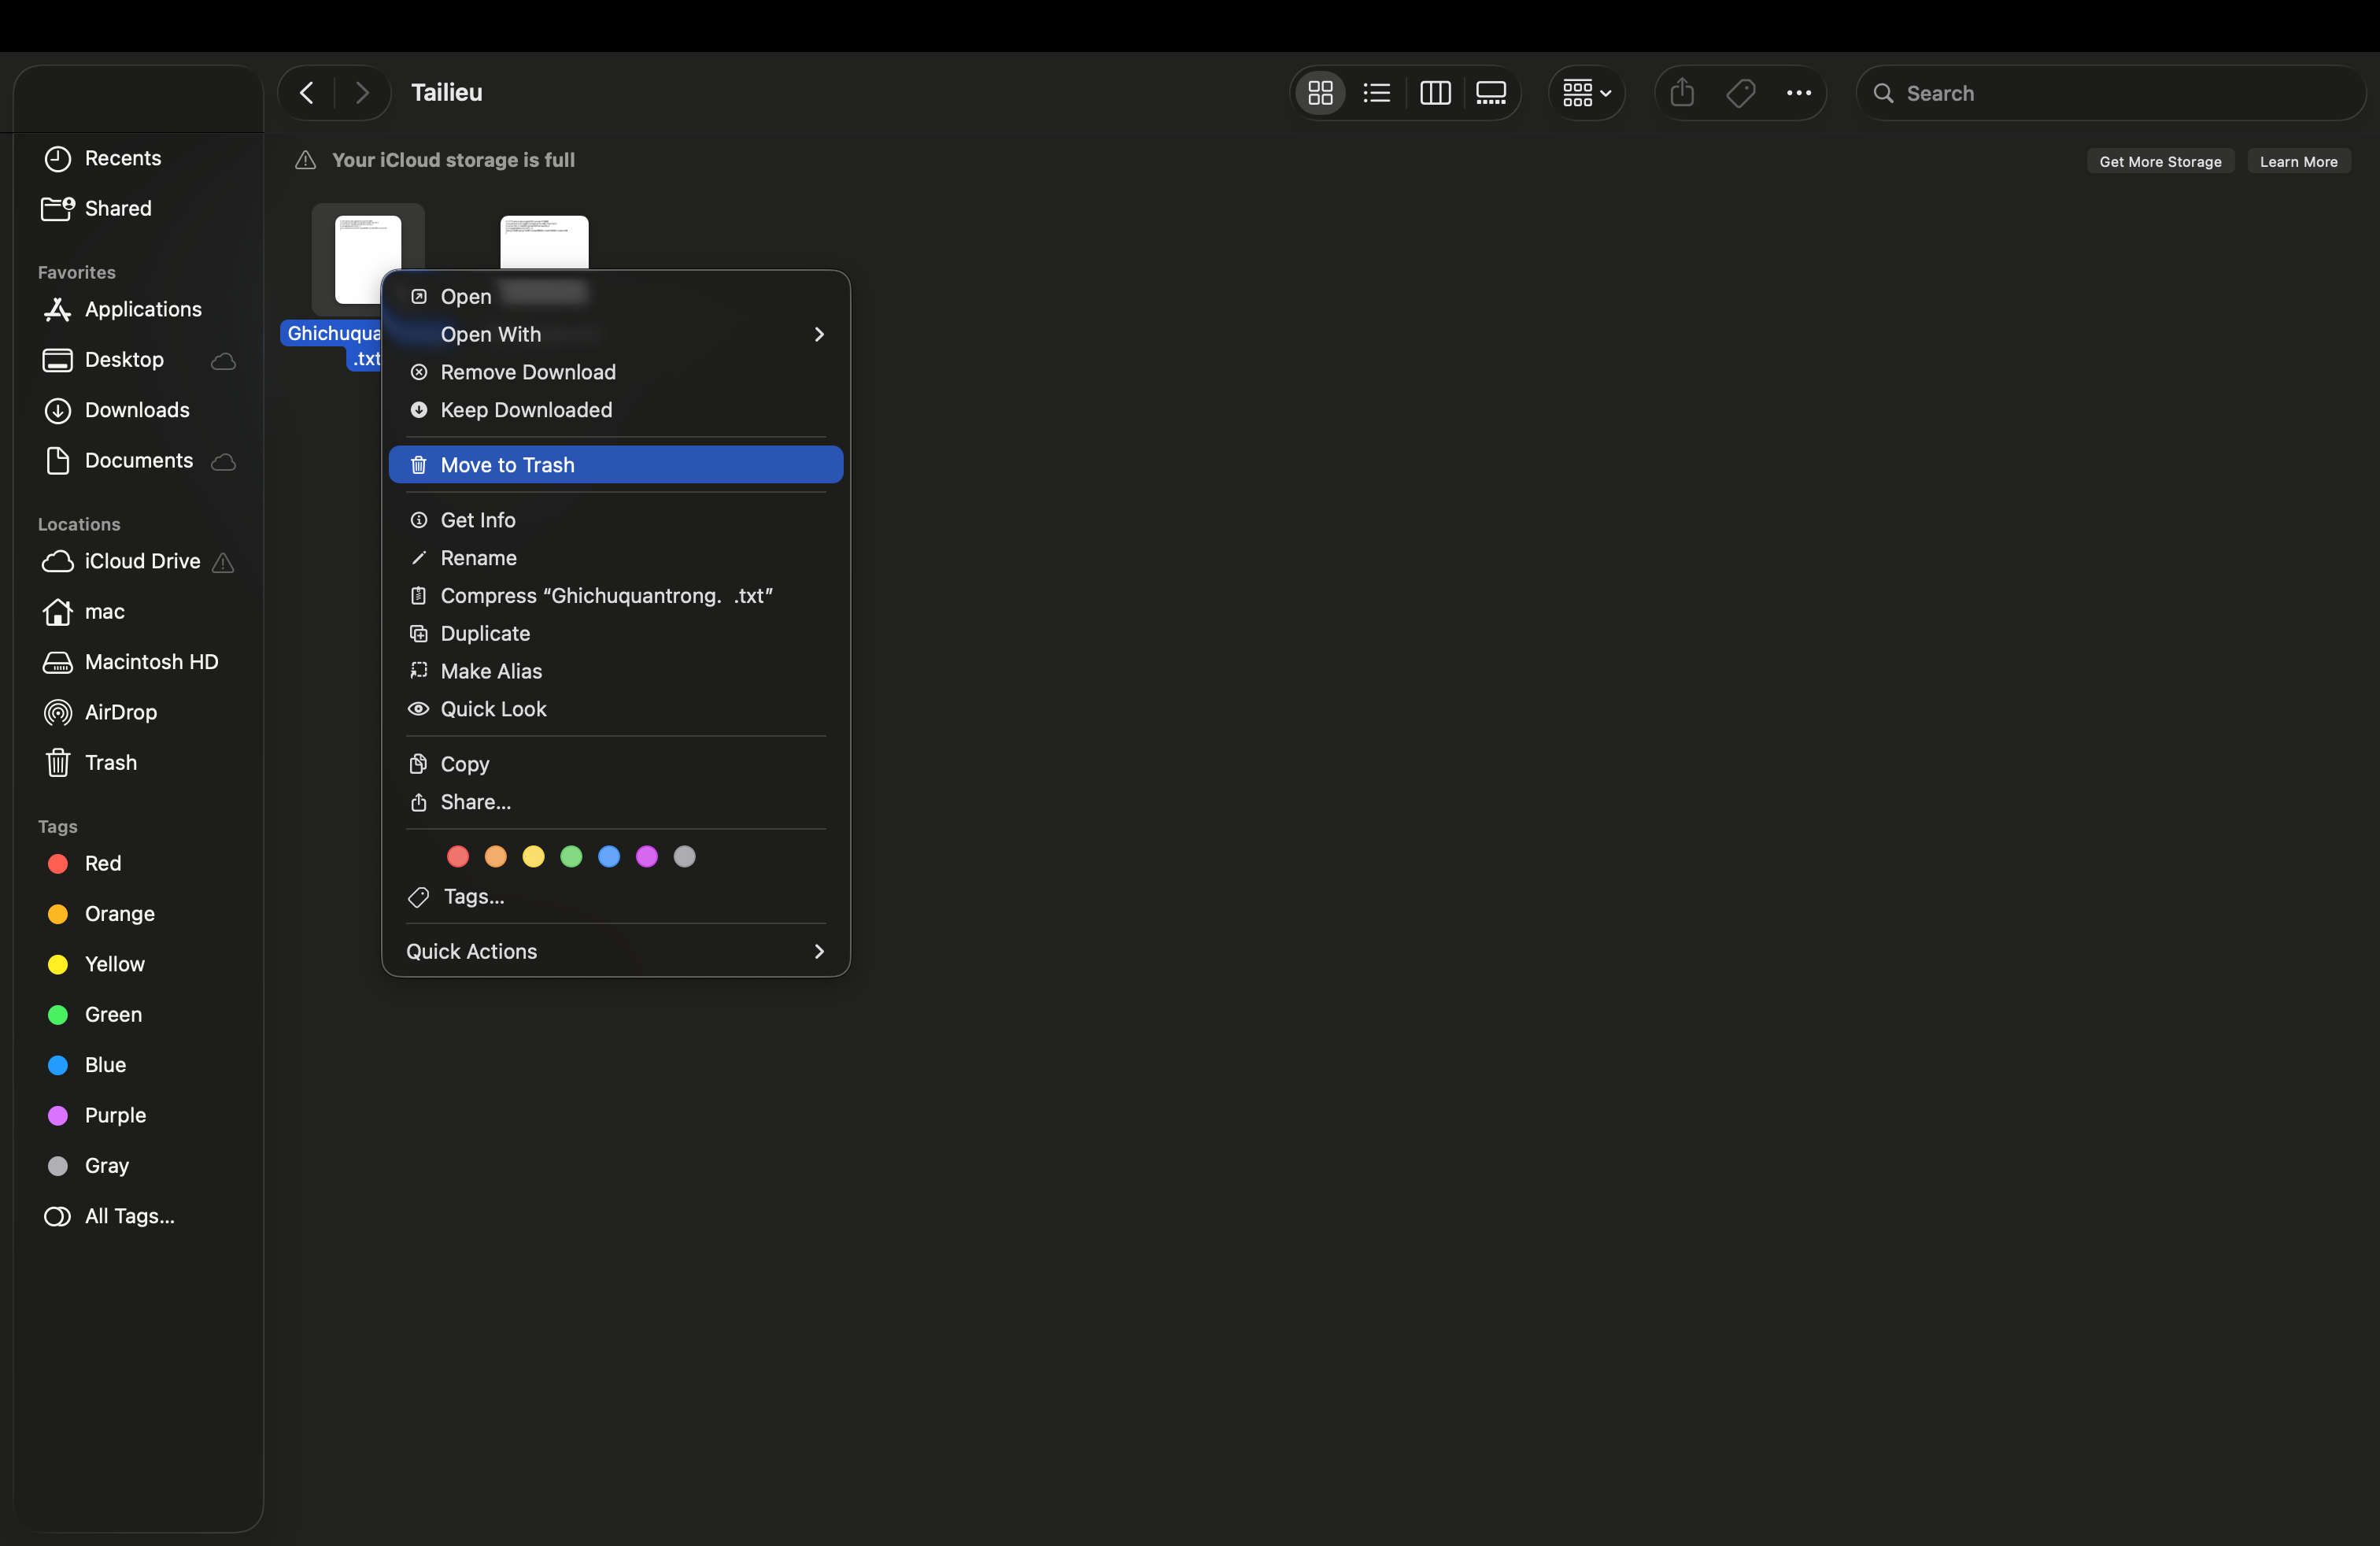 Tailieu
Search
Recents
Shared
Favorites
Applications
Desktop
Downloads
Documents
Locations
iCloud Drive
mac
Macintosh HD
AirDrop
Trash
Tags
Red
Orange
Yellow
Green
Blue
Purple
Gray
All Tags...
Your iCloud storage is full
Get More Storage
Learn More
.txt
Open
Open With
Remove Download
Keep Downloaded
Move to Trash
Get Info
Rename
Compress “Ghichuquantrong.  .txt”
Duplicate
Make Alias
Quick Look
Copy
Share...
Tags...
Quick Actions